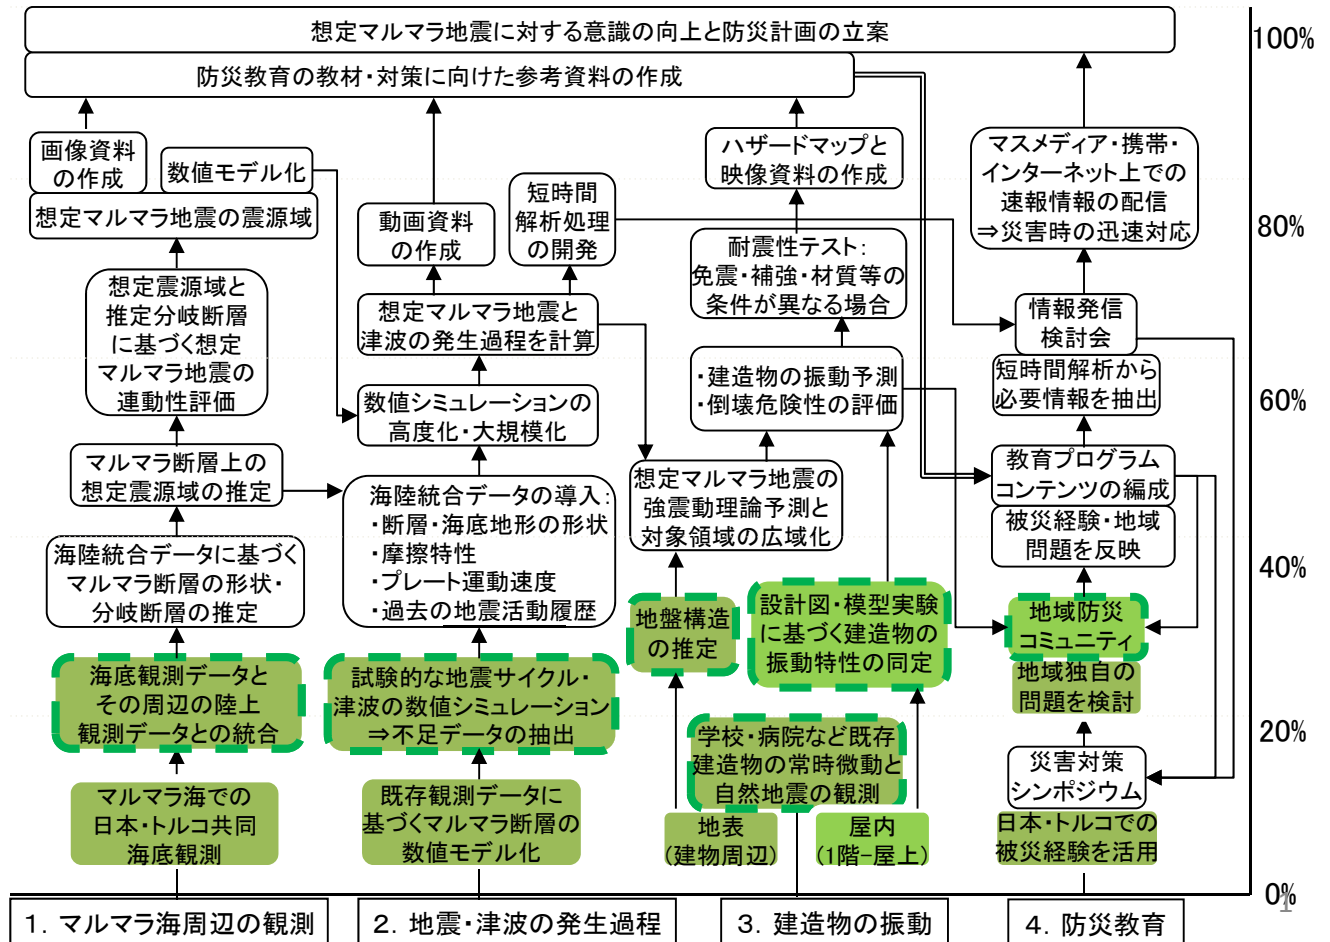 想定マルマラ地震に対する意識の向上と防災計画の立案
防災教育の教材・対策に向けた参考資料の作成
100%
80%
60%
40%
20%
0%
1
画像資料
の作成
数値モデル化
想定マルマラ地震の震源域
想定震源域と
推定分岐断層
に基づく想定
マルマラ地震の
連動性評価
マルマラ断層上の
想定震源域の推定
海陸統合データに基づく
マルマラ断層の形状・
分岐断層の推定
海底観測データと
その周辺の陸上
観測データとの統合
マルマラ海での
日本・トルコ共同
海底観測
1. マルマラ海周辺の観測
動画資料
の作成
短時間
解析処理
の開発
想定マルマラ地震と
津波の発生過程を計算
数値シミュレーションの
高度化・大規模化
海陸統合データの導入:
・断層・海底地形の形状
・摩擦特性
・プレート運動速度
・過去の地震活動履歴
試験的な地震サイクル・
津波の数値シミュレーション
⇒不足データの抽出
既存観測データに
基づくマルマラ断層の
数値モデル化
2. 地震・津波の発生過程
ハザードマップと
映像資料の作成
耐震性テスト:
免震・補強・材質等の
条件が異なる場合
・建造物の振動予測
・倒壊危険性の評価
想定マルマラ地震の
強震動理論予測と
対象領域の広域化
地盤構造
の推定
設計図・模型実験
に基づく建造物の
振動特性の同定
学校・病院など既存
建造物の常時微動と
自然地震の観測
地表
(建物周辺)
屋内
(1階-屋上)
3. 建造物の振動
マスメディア・携帯・
インターネット上での
速報情報の配信
⇒災害時の迅速対応
情報発信
検討会
短時間解析から
必要情報を抽出
教育プログラム
コンテンツの編成
被災経験・地域
問題を反映
地域防災
コミュニティ
地域独自の
問題を検討
災害対策
シンポジウム
日本・トルコでの
被災経験を活用
4. 防災教育